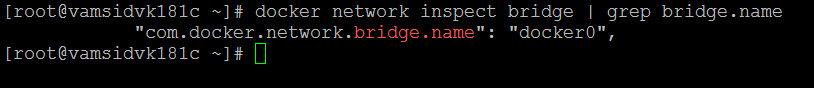 [root@vamsidvk181c ~]# docker network inspect bridge | grep bridge.name
"com.docker.network.bridge.name": "docker0",
[root@vamsidvk181c ~]#